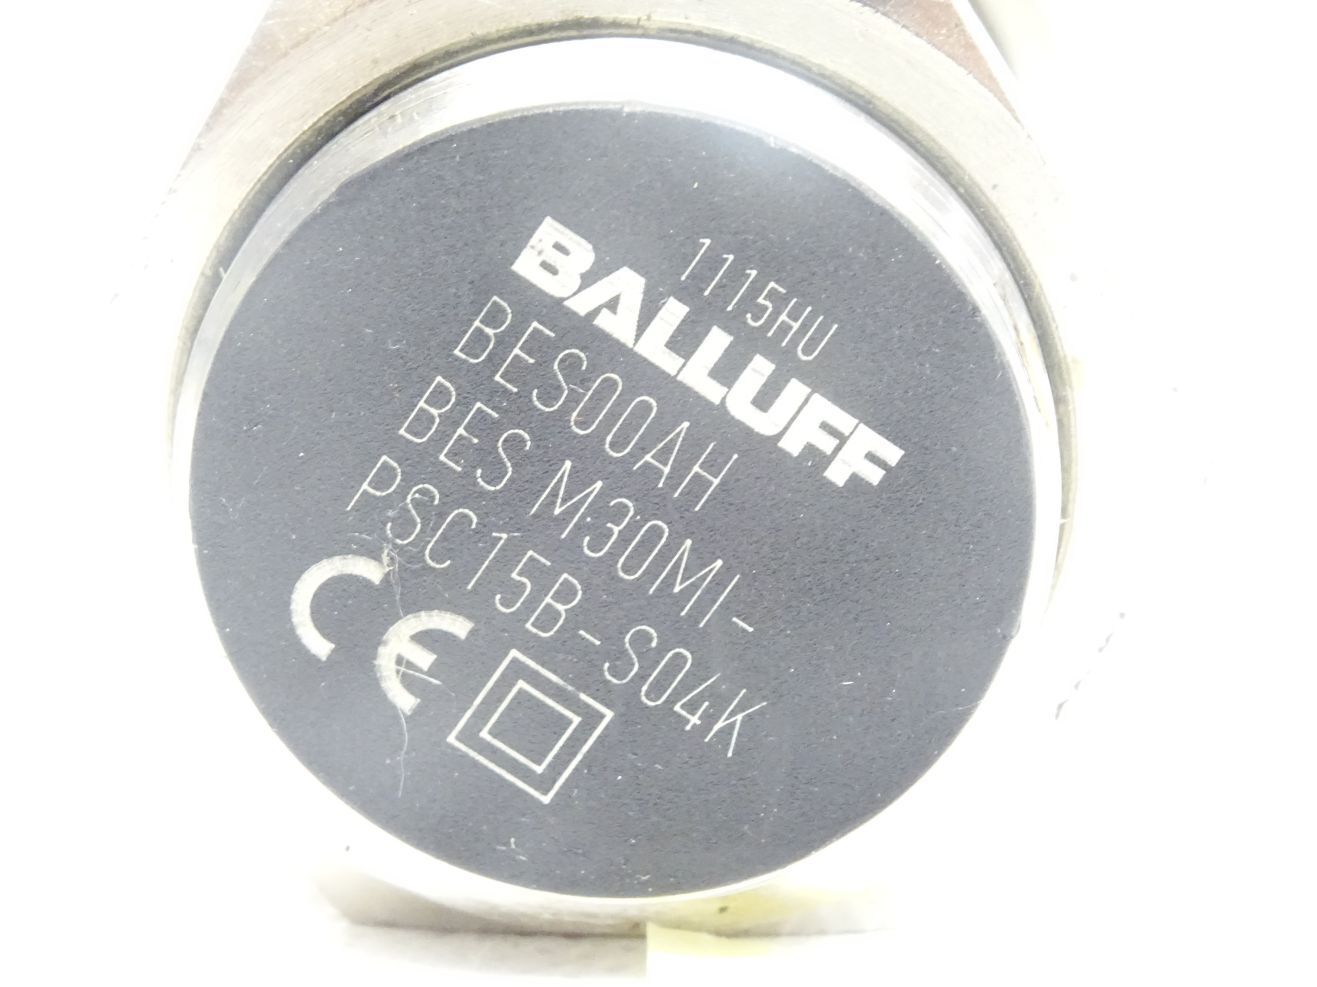 1115HU
BALLUFF
BES00AH
BES M30MI-
PSC15B-S04K
CE